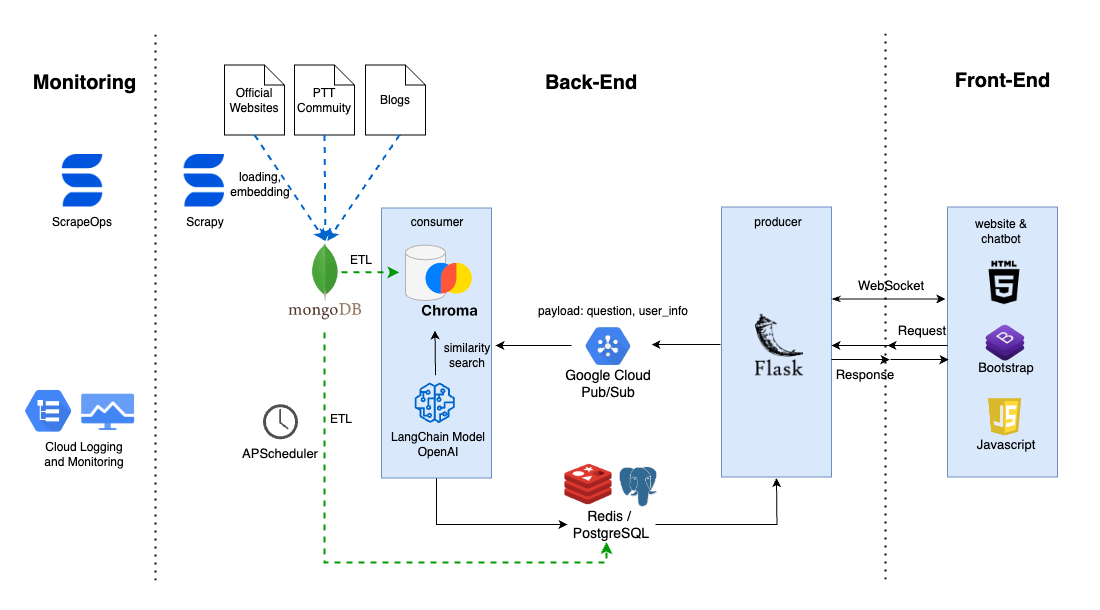 Monitoring
Back-End
Front-End
Official
Websites
PTT
Commuity
Blogs
loading,
embedding
ScrapeOps
Scrapy
consumer
producer
website &
chatbot
ETL
mongoDB
Chroma
HTML
5
WebSocket
payload: question, user_info
similarity
search
Google Cloud
Pub/Sub
Flask
Request
Response
B
Bootstrap
JS
Javascript
Cloud Logging
and Monitoring
APScheduler
ETL
LangChain Model
OpenAI
Redis /
PostgreSQL